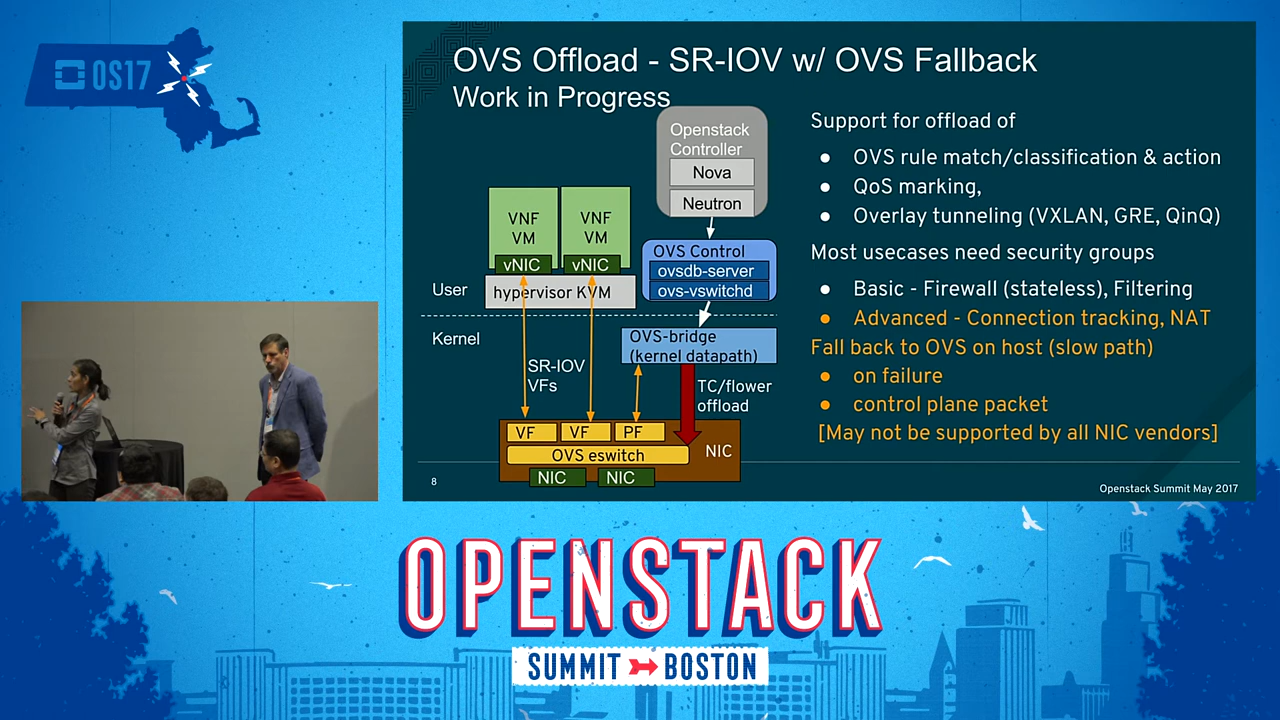 OS17
OVS Offload - SR-IOV w/ OVS Fallback
Work in Progress
Openstack
Controller
Nova
Neutron
VNF
VM
VNF
VM
vNIC
vNIC
hypervisor KVM
User
OVS Control
ovsdb-server
ovs-vswitchd
Kernel
OVS-bridge
(kernel datapath)
SR-IOV
VFs
TC/flower
offload
VF
VF
PF
OVS eswitch
NIC
NIC
NIC
Support for offload of
● OVS rule match/classification & action
● QoS marking,
● Overlay tunneling (VXLAN, GRE, QinQ)
Most usecases need security groups
● Basic - Firewall (stateless), Filtering
● Advanced - Connection tracking, NAT
Fall back to OVS on host (slow path)
● on failure
● control plane packet
[May not be supported by all NIC vendors]
8
Openstack Summit May 2017
OPENSTACK
SUMMIT BOSTON